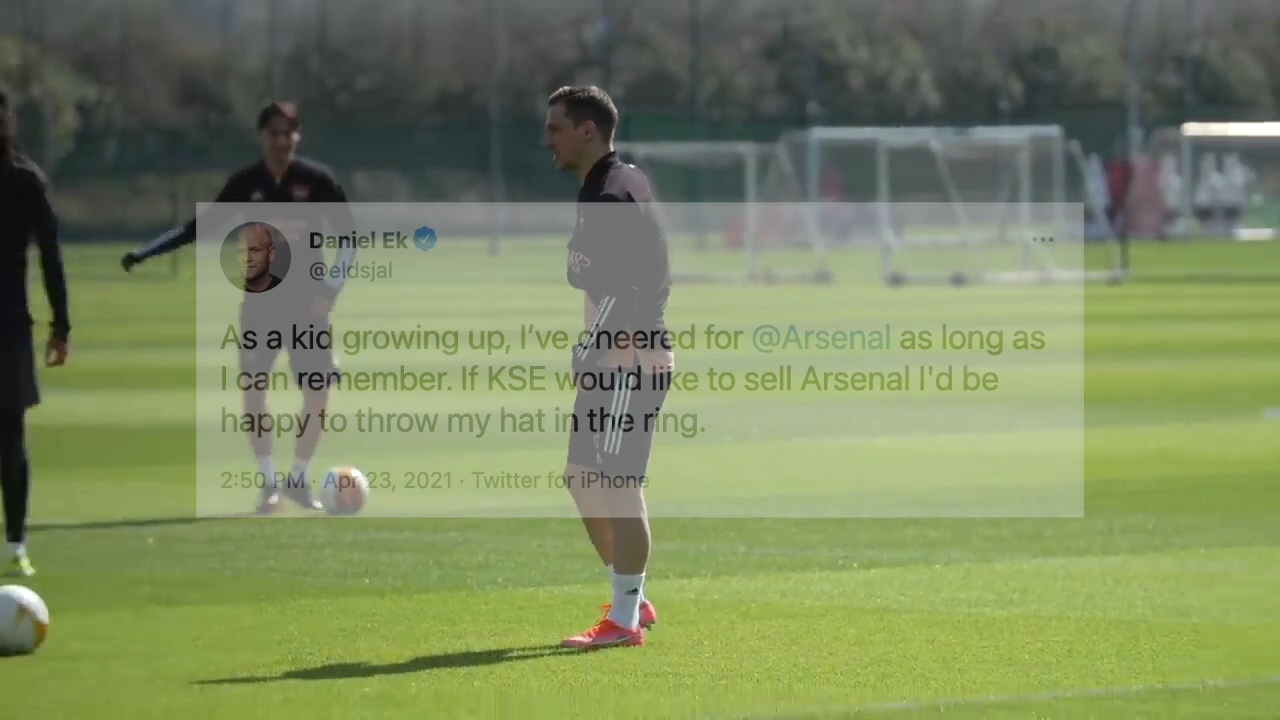 Daniel Ek
@eldsjal
As a kid growing up, I’ve cheered for @Arsenal as long as
I can remember. If KSE would like to sell Arsenal I'd be
happy to throw my hat in the ring.
2:50 PM · Apr 23, 2021 · Twitter for iPhone